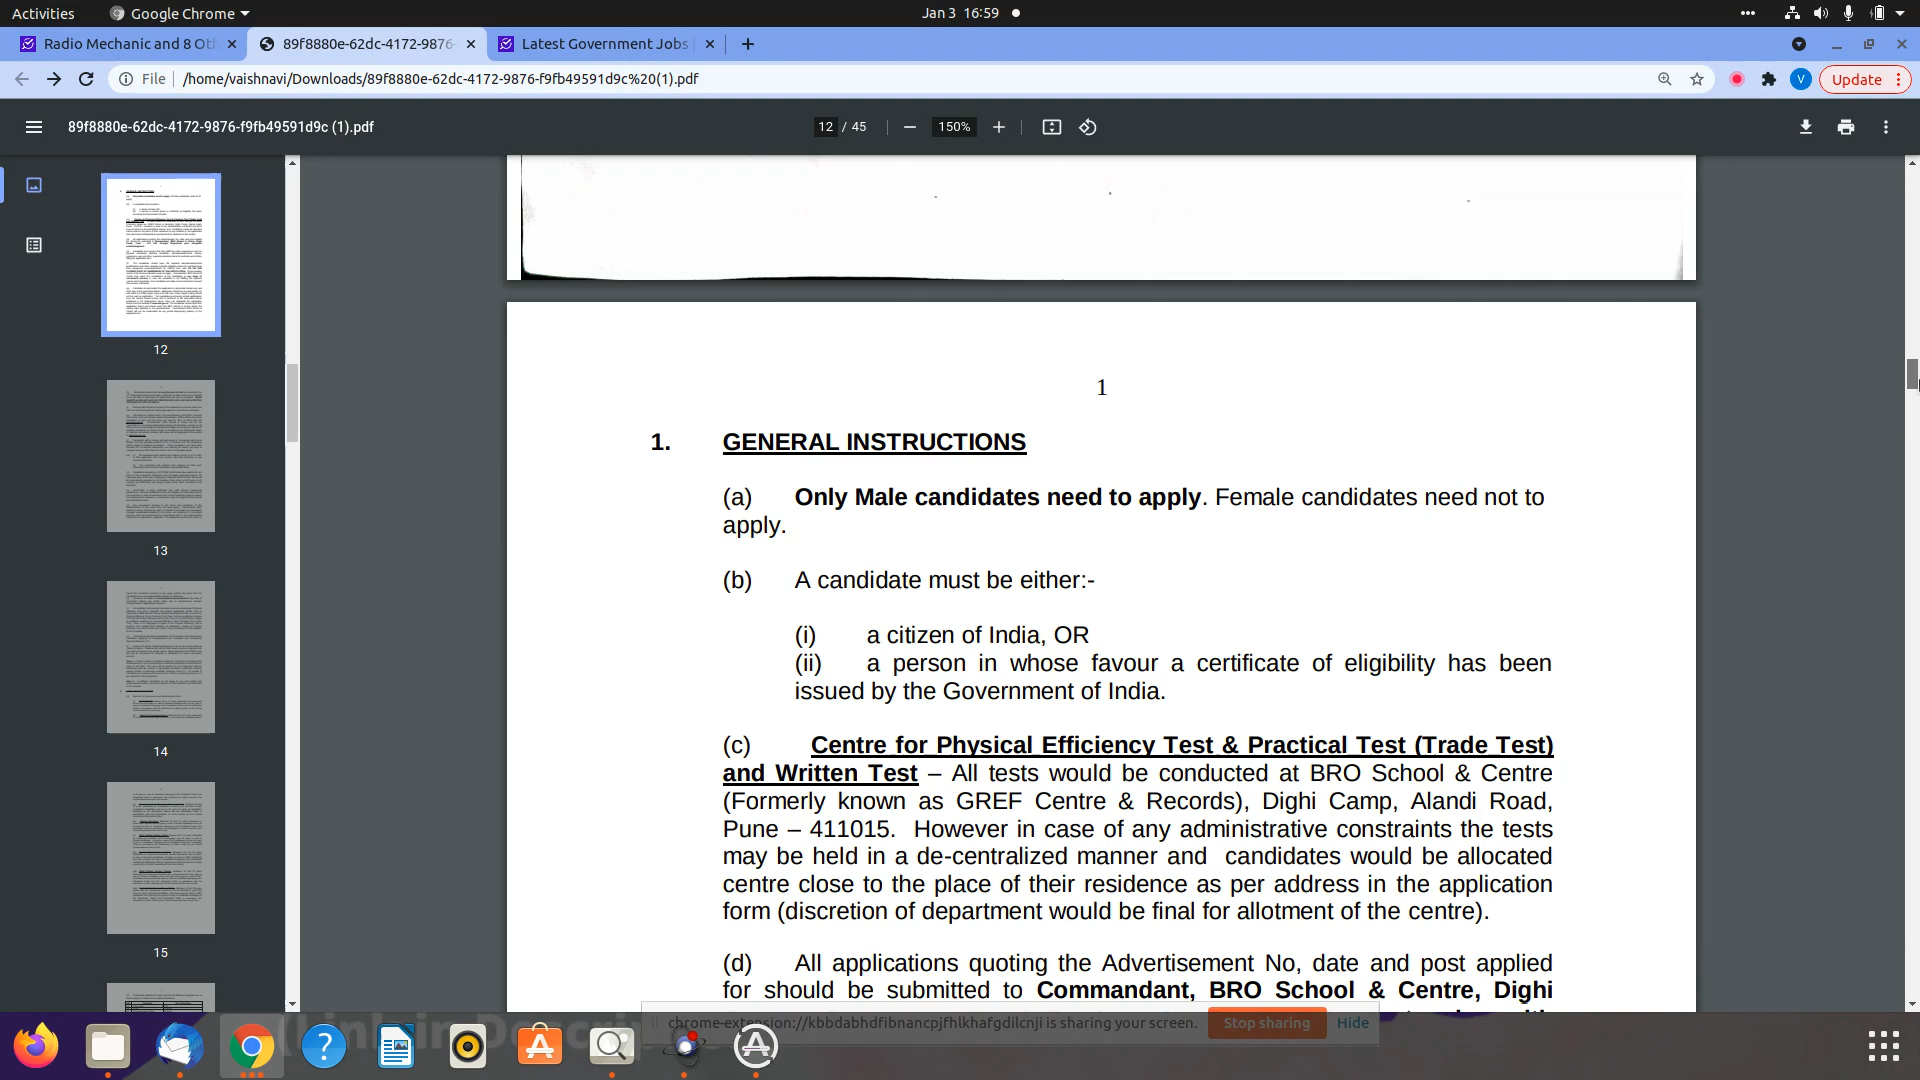 Activities
Google Chrome
Jan 3 16:59
Radio Mechanic and 8 Oth
89f8880e-62dc-4172-9876-
Latest Government Jobs
File
/home/vaishnavi/Downloads/89f8880e-62dc-4172-9876-f9fb49591d9c%20(1).pdf
V
Update
89f8880e-62dc-4172-9876-f9fb49591d9c (1).pdf
12 / 45
150%
12
13
14
15
1
1. GENERAL INSTRUCTIONS
(a) Only Male candidates need to apply. Female candidates need not to
apply.
(b) A candidate must be either:-
(i) a citizen of India, OR
(ii) a person in whose favour a certificate of eligibility has been
issued by the Government of India.
(c) Centre for Physical Efficiency Test & Practical Test (Trade Test)
and Written Test – All tests would be conducted at BRO School & Centre
(Formerly known as GREF Centre & Records), Dighi Camp, Alandi Road,
Pune – 411015. However in case of any administrative constraints the tests
may be held in a de-centralized manner and candidates would be allocated
centre close to the place of their residence as per address in the application
form (discretion of department would be final for allotment of the centre).
(d) All applications quoting the Advertisement No, date and post applied
for should be submitted to Commandant, BRO School & Centre, Dighi
chrome-extension://kbbdabhdfibnancpjfhlkhafgdilcnji is sharing your screen.
Stop sharing
Hide